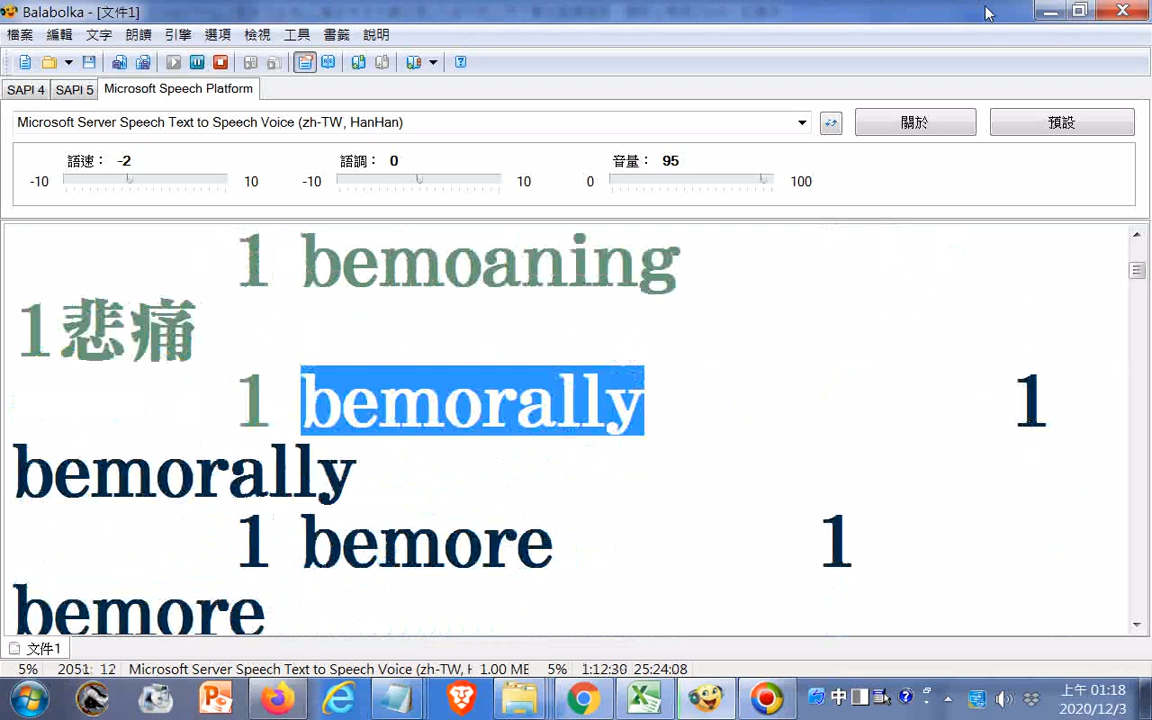 Balabolka - [文件1]
檔案 編輯 文字 朗讀 引擎 選項 檢視 工具 書籤 說明
SAPI 4 SAPI 5 Microsoft Speech Platform
Microsoft Server Speech Text to Speech Voice (zh-TW, HanHan) 關於 預設
語速： -2 語調： 0 音量： 95
-10 10 -10 10 0 100
1 bemoaning
1悲痛
1 bemorally 1
bemorally
1 bemore 1
bemore
文件1
5% 2051: 12 Microsoft Server Speech Text to Speech Voice (zh-TW, 1.00 ME 5% 1:12:30 25:24:08
中 上午 01:18
2020/12/3